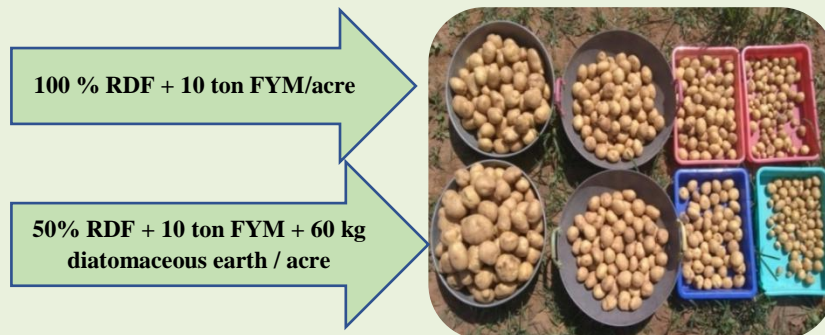 100 % RDF + 10 ton FYM/acre
50% RDF + 10 ton FYM + 60 kg
diatomaceous earth / acre